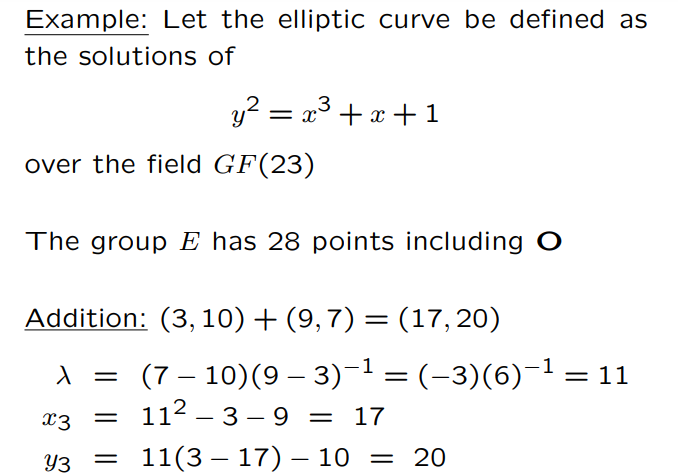 Example: Let the elliptic curve be defined as
the solutions of
y² = x³ + x + 1
over the field GF(23)
The group E has 28 points including O
Addition: (3, 10) + (9, 7) = (17, 20)
λ = (7 − 10)(9 − 3)⁻¹ = (−3)(6)⁻¹ = 11
x₃ = 11² − 3 − 9 = 17
y₃ = 11(3 − 17) − 10 = 20